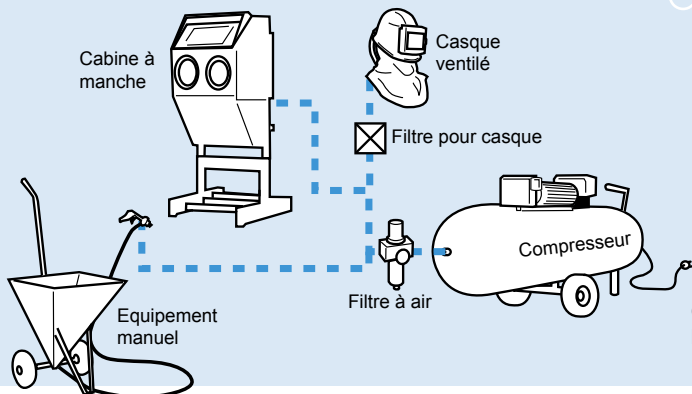 Cabine à
manche
Casque
ventilé
Filtre pour casque
Compresseur
Filtre à air
Equipement
manuel